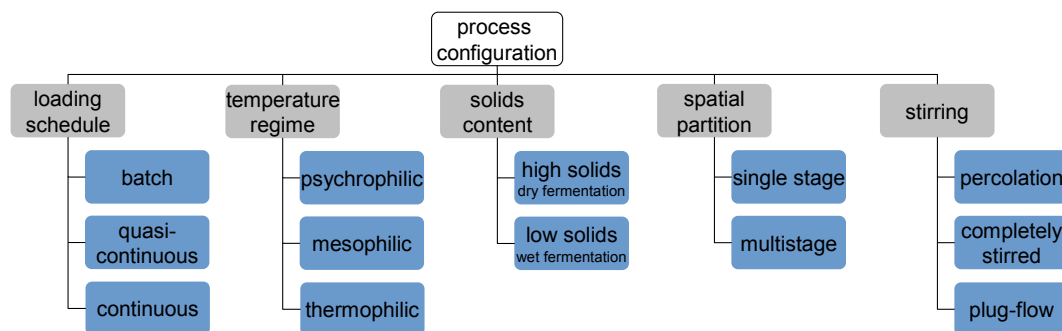 process
configuration
loading
schedule
temperature
regime
solids
content
spatial
partition
stirring
batch
quasi-
continuous
continuous
psychrophilic
mesophilic
thermophilic
high solids
dry fermentation
low solids
wet fermentation
single stage
multistage
percolation
completely
stirred
plug-flow